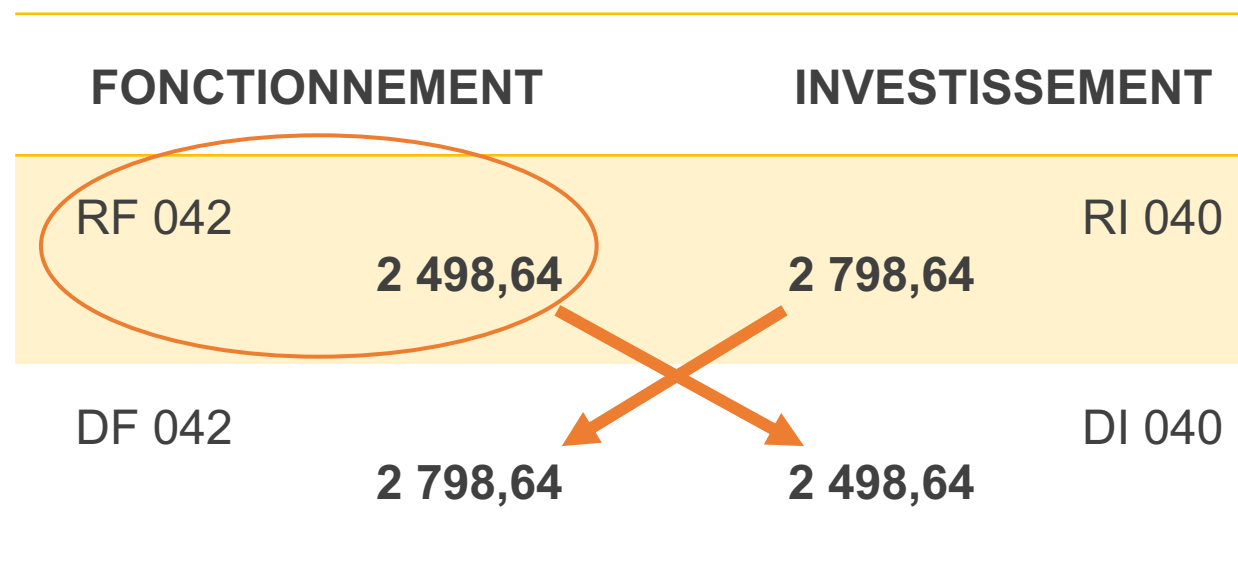 FONCTIONNEMENT INVESTISSEMENT
RF 042 RI 040
2 498,64 2 798,64
DF 042 DI 040
2 798,64 2 498,64